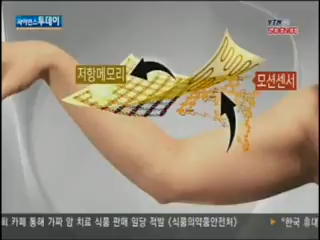 사이언스 투데이
YTN
SCIENCE
저항메모리
모션센서
카페 통해 가짜 암 치료 식품 판매 일당 적발 (식품의약품안전처) "한국 휴대